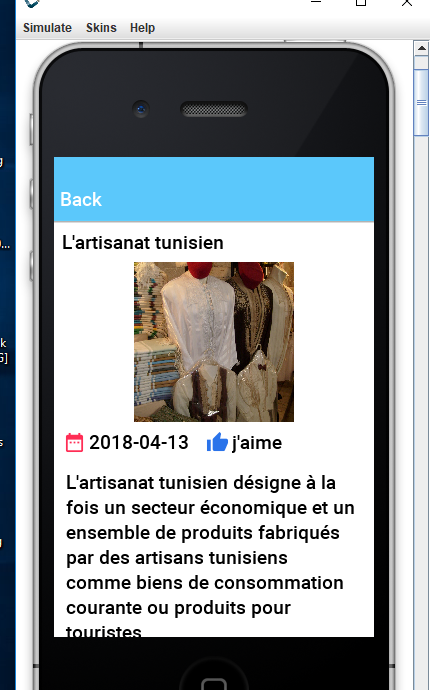 Simulate Skins Help
Back
L'artisanat tunisien
2018-04-13 j'aime
L'artisanat tunisien désigne à la
fois un secteur économique et un
ensemble de produits fabriqués
par des artisans tunisiens
comme biens de consommation
courante ou produits pour
touristes